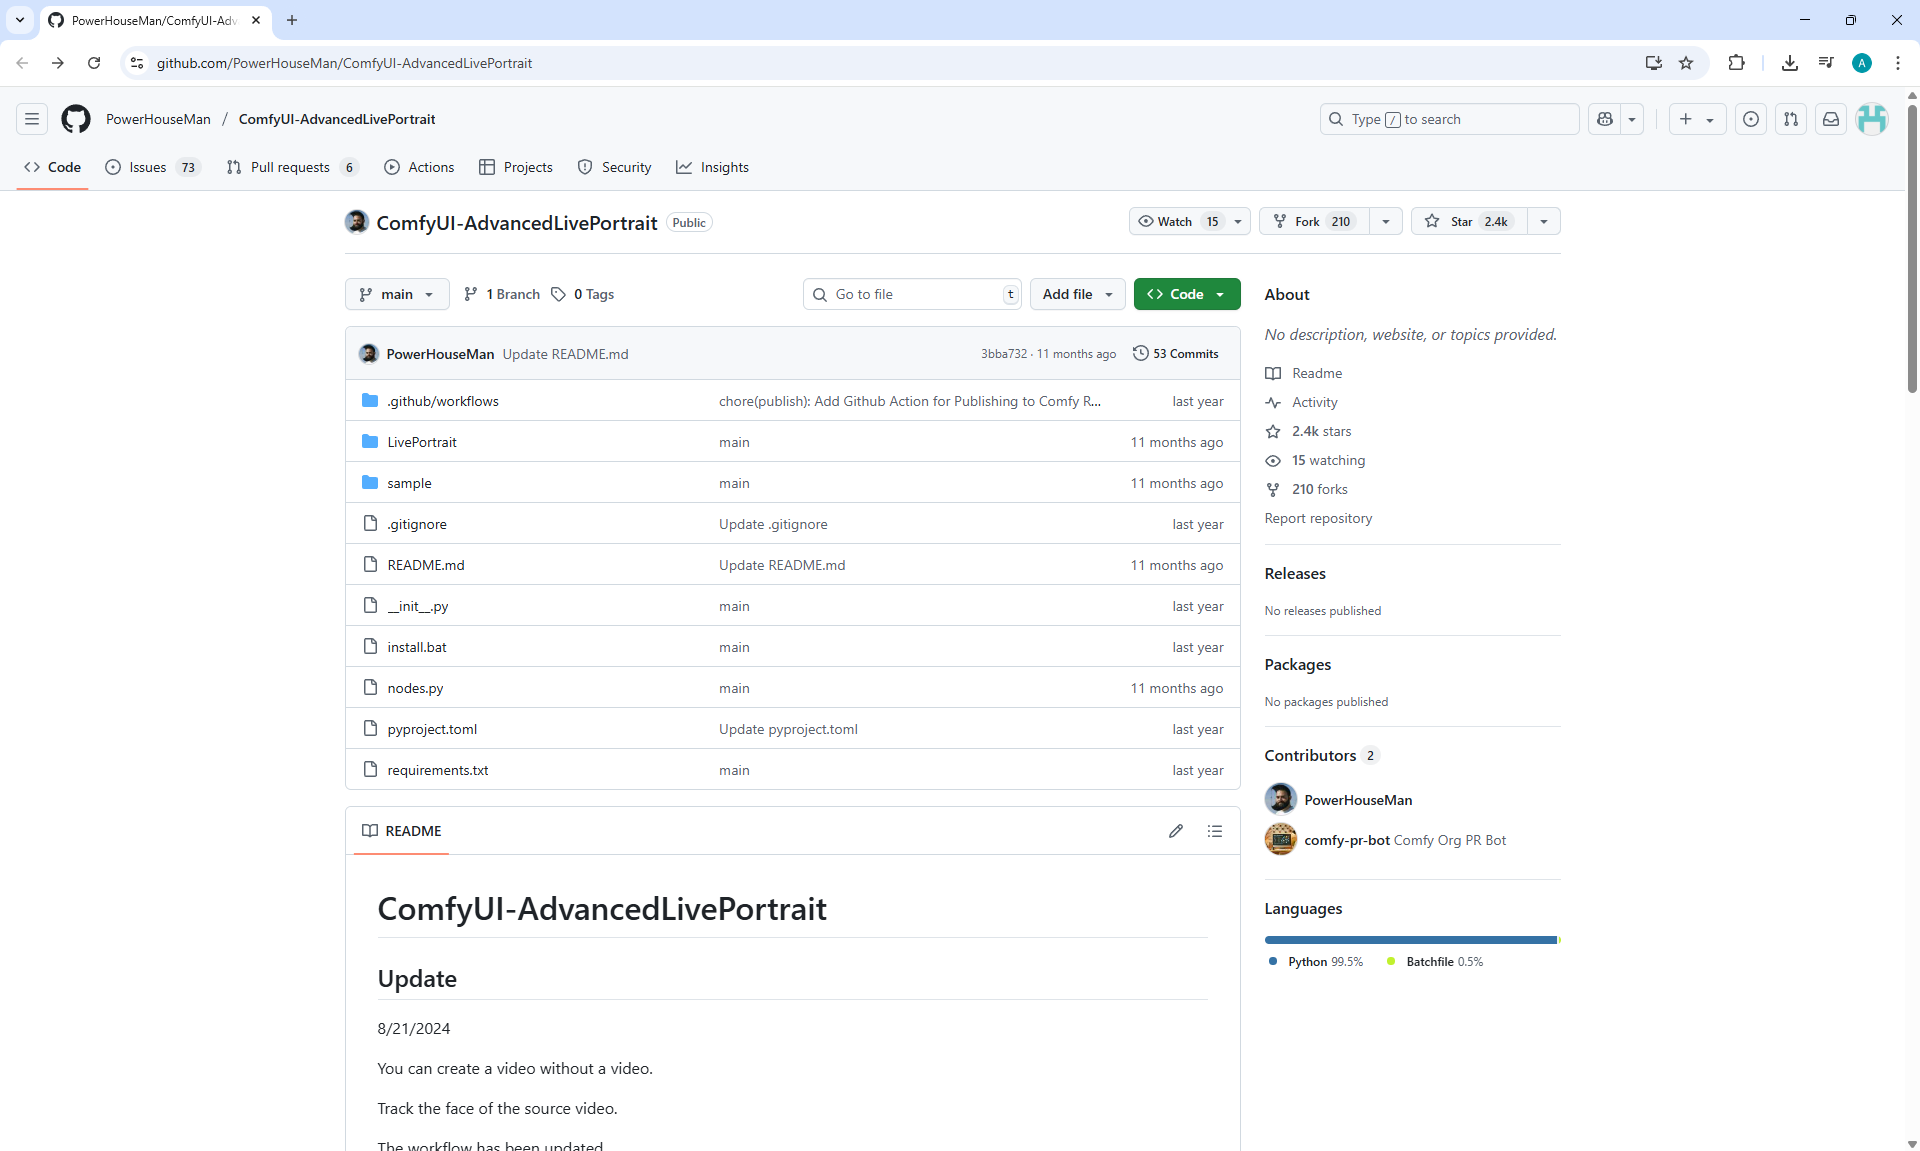 PowerHouseMan/ComfyUI-Adv
github.com/PowerHouseMan/ComfyUI-AdvancedLivePortrait
A
PowerHouseMan / ComfyUI-AdvancedLivePortrait
Type / to search
Code
Issues 73
Pull requests 6
Actions
Projects
Security
Insights
ComfyUI-AdvancedLivePortrait Public
Watch 15
Fork 210
Star 2.4k
main
1 Branch
0 Tags
Go to file t
Add file
Code
PowerHouseMan Update README.md 3bba732 · 11 months ago 53 Commits
.github/workflows chore(publish): Add Github Action for Publishing to Comfy R... last year
LivePortrait main 11 months ago
sample main 11 months ago
.gitignore Update .gitignore last year
README.md Update README.md 11 months ago
__init__.py main last year
install.bat main last year
nodes.py main 11 months ago
pyproject.toml Update pyproject.toml last year
requirements.txt main last year
README
ComfyUI-AdvancedLivePortrait
Update
8/21/2024
You can create a video without a video.
Track the face of the source video.
The workflow has been updated.
About
No description, website, or topics provided.
Readme
Activity
2.4k stars
15 watching
210 forks
Report repository
Releases
No releases published
Packages
No packages published
Contributors 2
PowerHouseMan
comfy-pr-bot Comfy Org PR Bot
Languages
Python 99.5%
Batchfile 0.5%